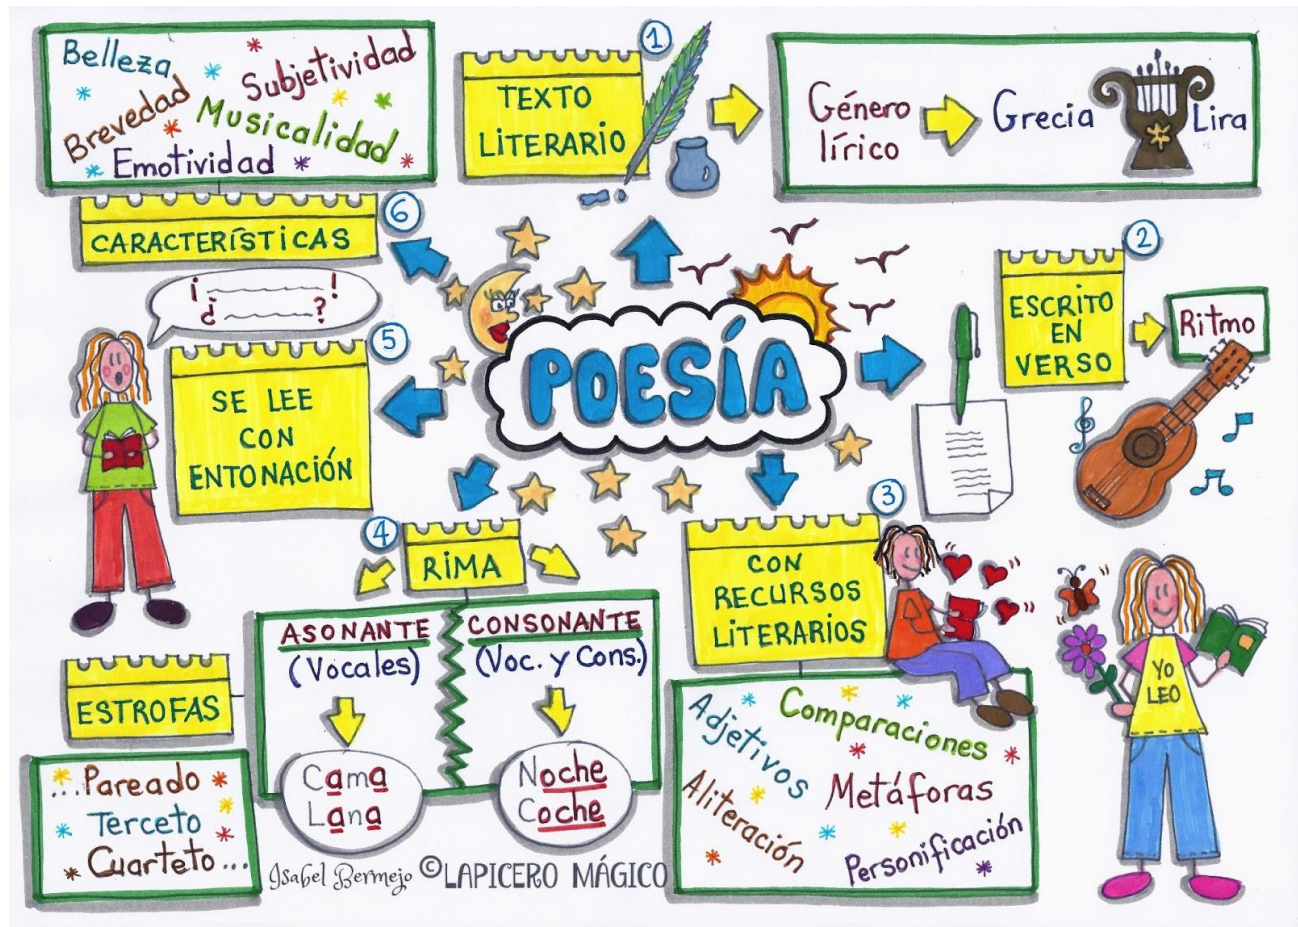 POESÍA
1
TEXTO
LITERARIO
Género
lírico
Grecia
Lira
2
ESCRITO
EN
VERSO
Ritmo
3
CON
RECURSOS
LITERARIOS
Adjetivos
Comparaciones
Metáforas
Aliteración
Personificación
4
RIMA
ASONANTE
(Vocales)
Cama
Lana
CONSONANTE
(Voc. y Cons.)
Noche
Coche
ESTROFAS
...Pareado
Terceto
Cuarteto...
5
SE LEE
CON
ENTONACIÓN
¡ !
¿ ?
6
CARACTERÍSTICAS
Belleza
Subjetividad
Brevedad
Musicalidad
Emotividad
YO
LEO
Isabel Bermejo ©LAPICERO MÁGICO